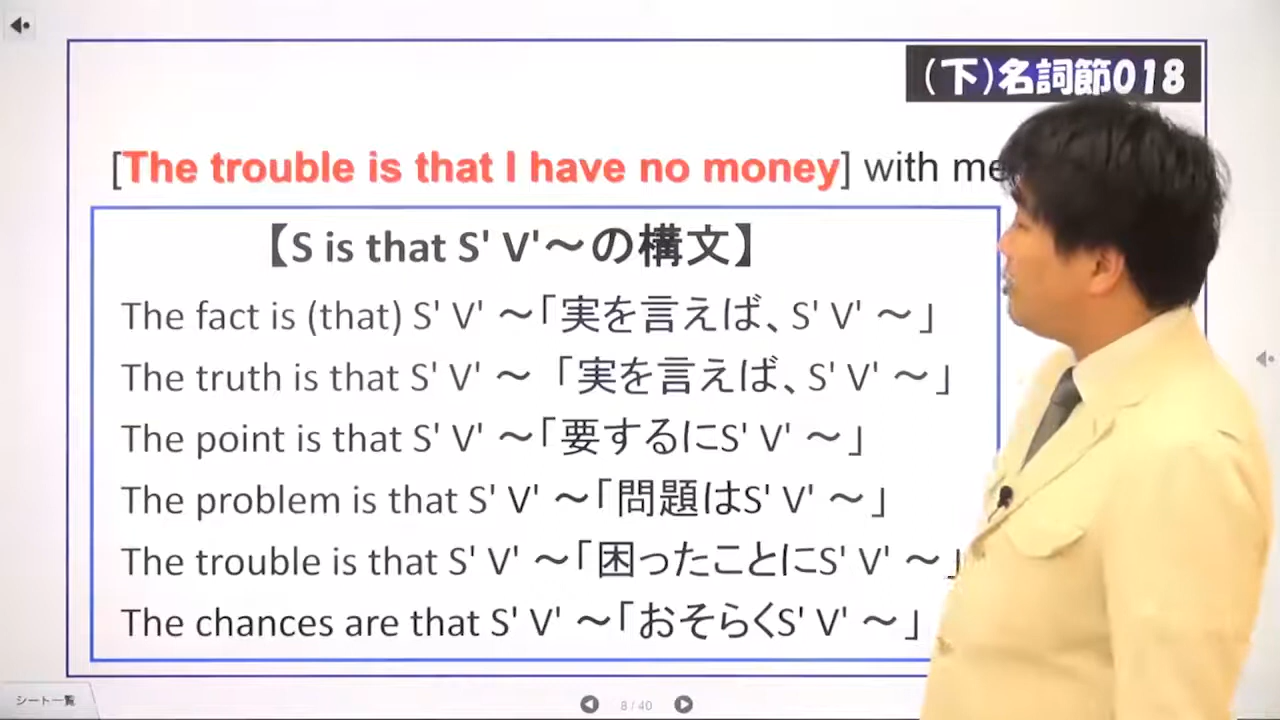 (下)名詞節018
[The trouble is that I have no money] with me
【S is that S' V'～の構文】
The fact is (that) S' V' ～「実を言えば、S' V' ～」
The truth is that S' V' ～ 「実を言えば、S' V' ～」
The point is that S' V' ～「要するにS' V' ～」
The problem is that S' V' ～「問題はS' V' ～」
The trouble is that S' V' ～「困ったことにS' V' ～」
The chances are that S' V' ～「おそらくS' V' ～」
シート一覧
8 / 40